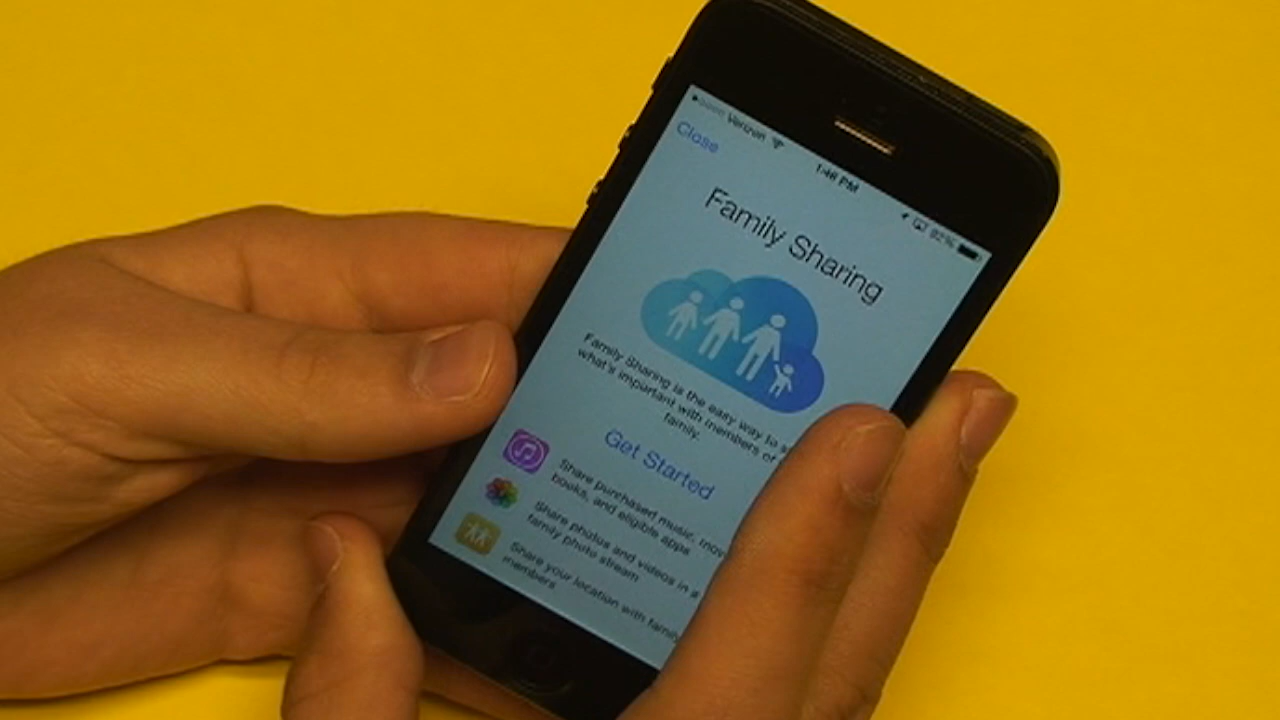 Verizon
1:46 PM
92%
Close
Family Sharing
Family Sharing is the easy way to s
what's important with members of
family.
Get Started
Share purchased music, mov
books, and eligible apps
Share photos and videos in a
family photo stream
Share your location with family
members